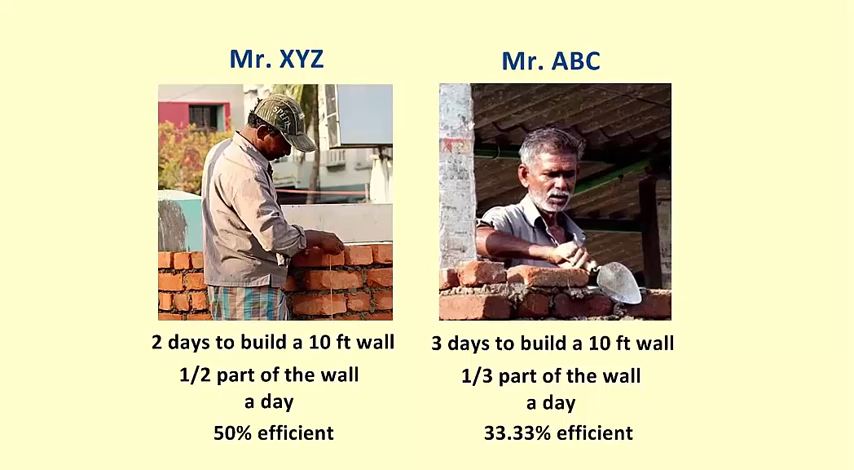 Mr. XYZ
Mr. ABC
2 days to build a 10 ft wall
1/2 part of the wall
a day
50% efficient
3 days to build a 10 ft wall
1/3 part of the wall
a day
33.33% efficient